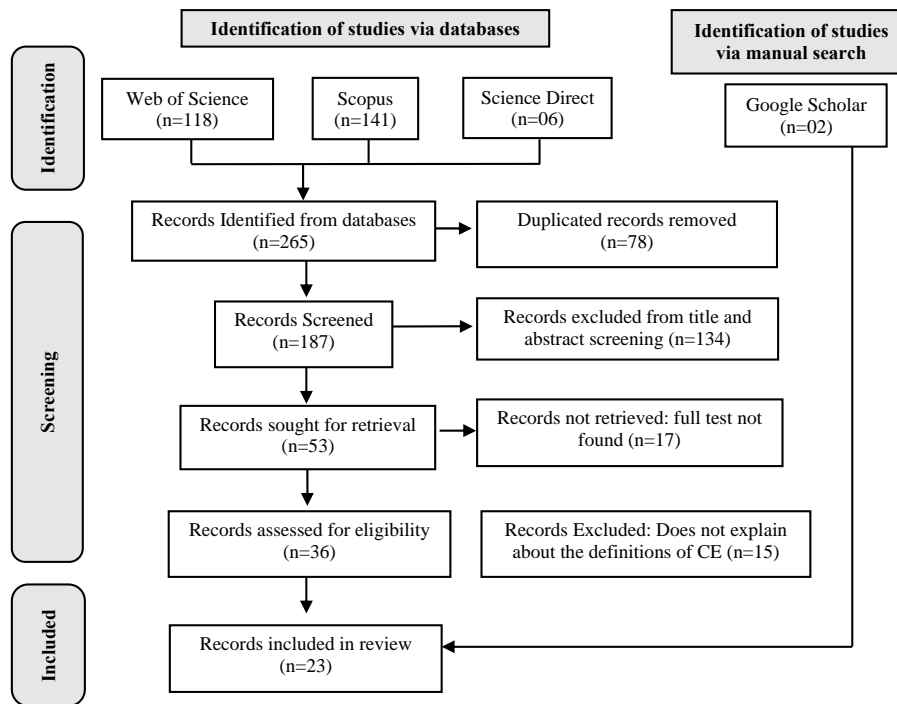 Identification of studies via databases
Identification of studies
via manual search
Identification
Web of Science
(n=118)
Scopus
(n=141)
Science Direct
(n=06)
Google Scholar
(n=02)
Screening
Records Identified from databases
(n=265)
Duplicated records removed
(n=78)
Records Screened
(n=187)
Records excluded from title and
abstract screening (n=134)
Records sought for retrieval
(n=53)
Records not retrieved: full test not
found (n=17)
Records assessed for eligibility
(n=36)
Records Excluded: Does not explain
about the definitions of CE (n=15)
Included
Records included in review
(n=23)